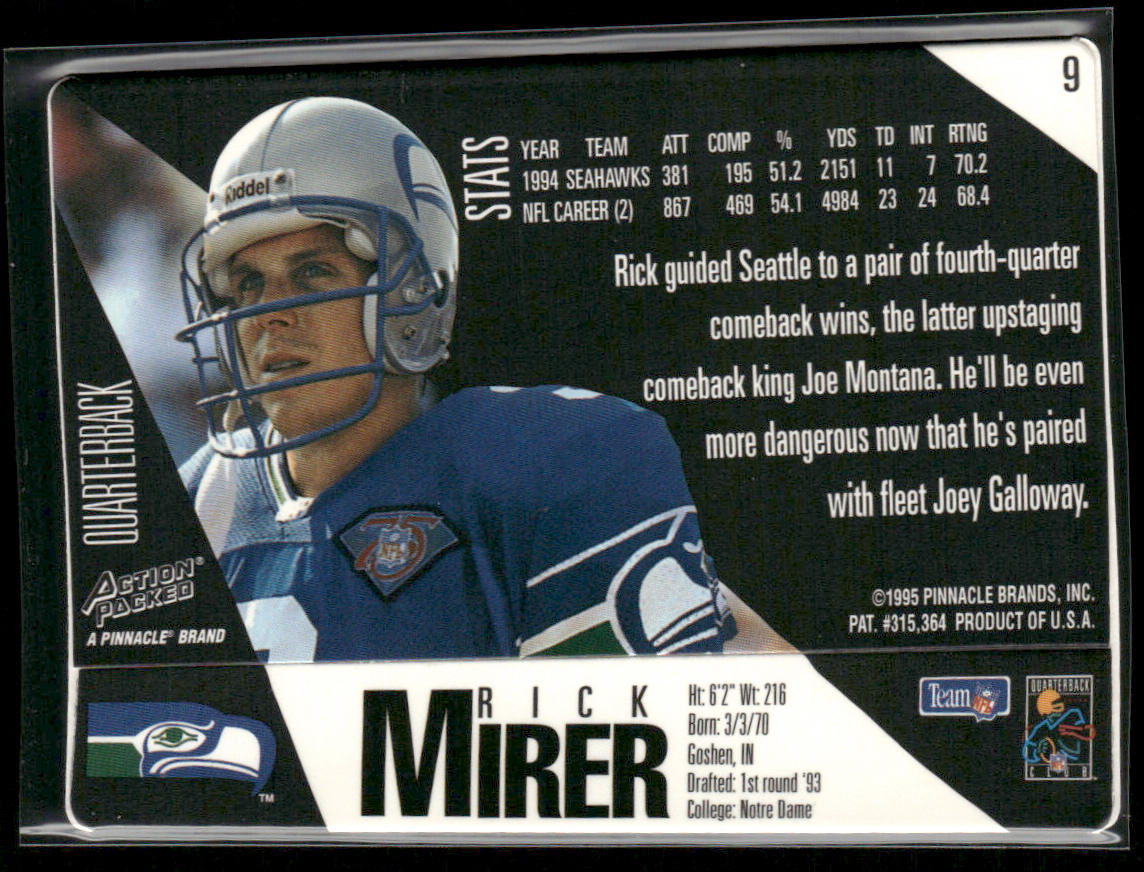 9
STATS
YEAR TEAM ATT COMP % YDS TD INT RTNG
1994 SEAHAWKS 381 195 51.2 2151 11 7 70.2
NFL CAREER (2) 867 469 54.1 4984 23 24 68.4
Riddell
Rick guided Seattle to a pair of fourth-quarter
comeback wins, the latter upstaging
comeback king Joe Montana. He'll be even
more dangerous now that he's paired
with fleet Joey Galloway.
QUARTERBACK
75
NFL
ACTION PACKED®
A PINNACLE® BRAND
©1995 PINNACLE BRANDS, INC.
PAT. #315,364 PRODUCT OF U.S.A.
TM
RICK
MIRER
Ht: 6'2" Wt: 216
Born: 3/3/70
Goshen, IN
Drafted: 1st round '93
College: Notre Dame
Team NFL
QUARTERBACK
CLUB